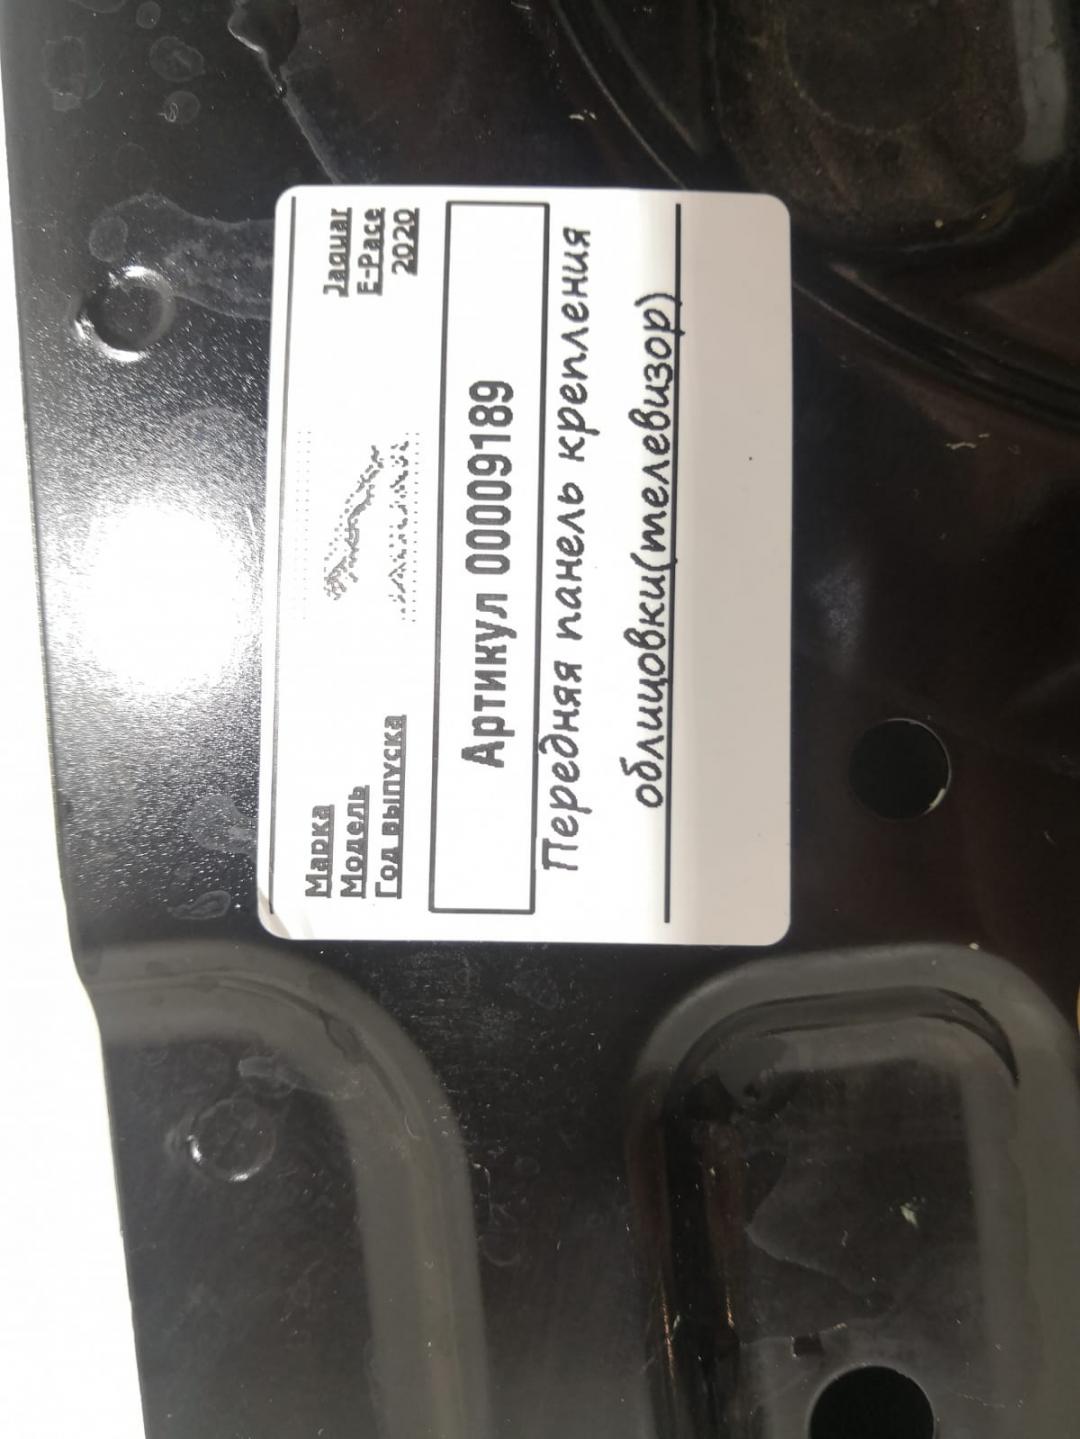 Марка Jaguar
Модель E-Pace
Год выпуска 2020
Артикул 00009189
Передняя панель крепления
облицовки(телевизор)